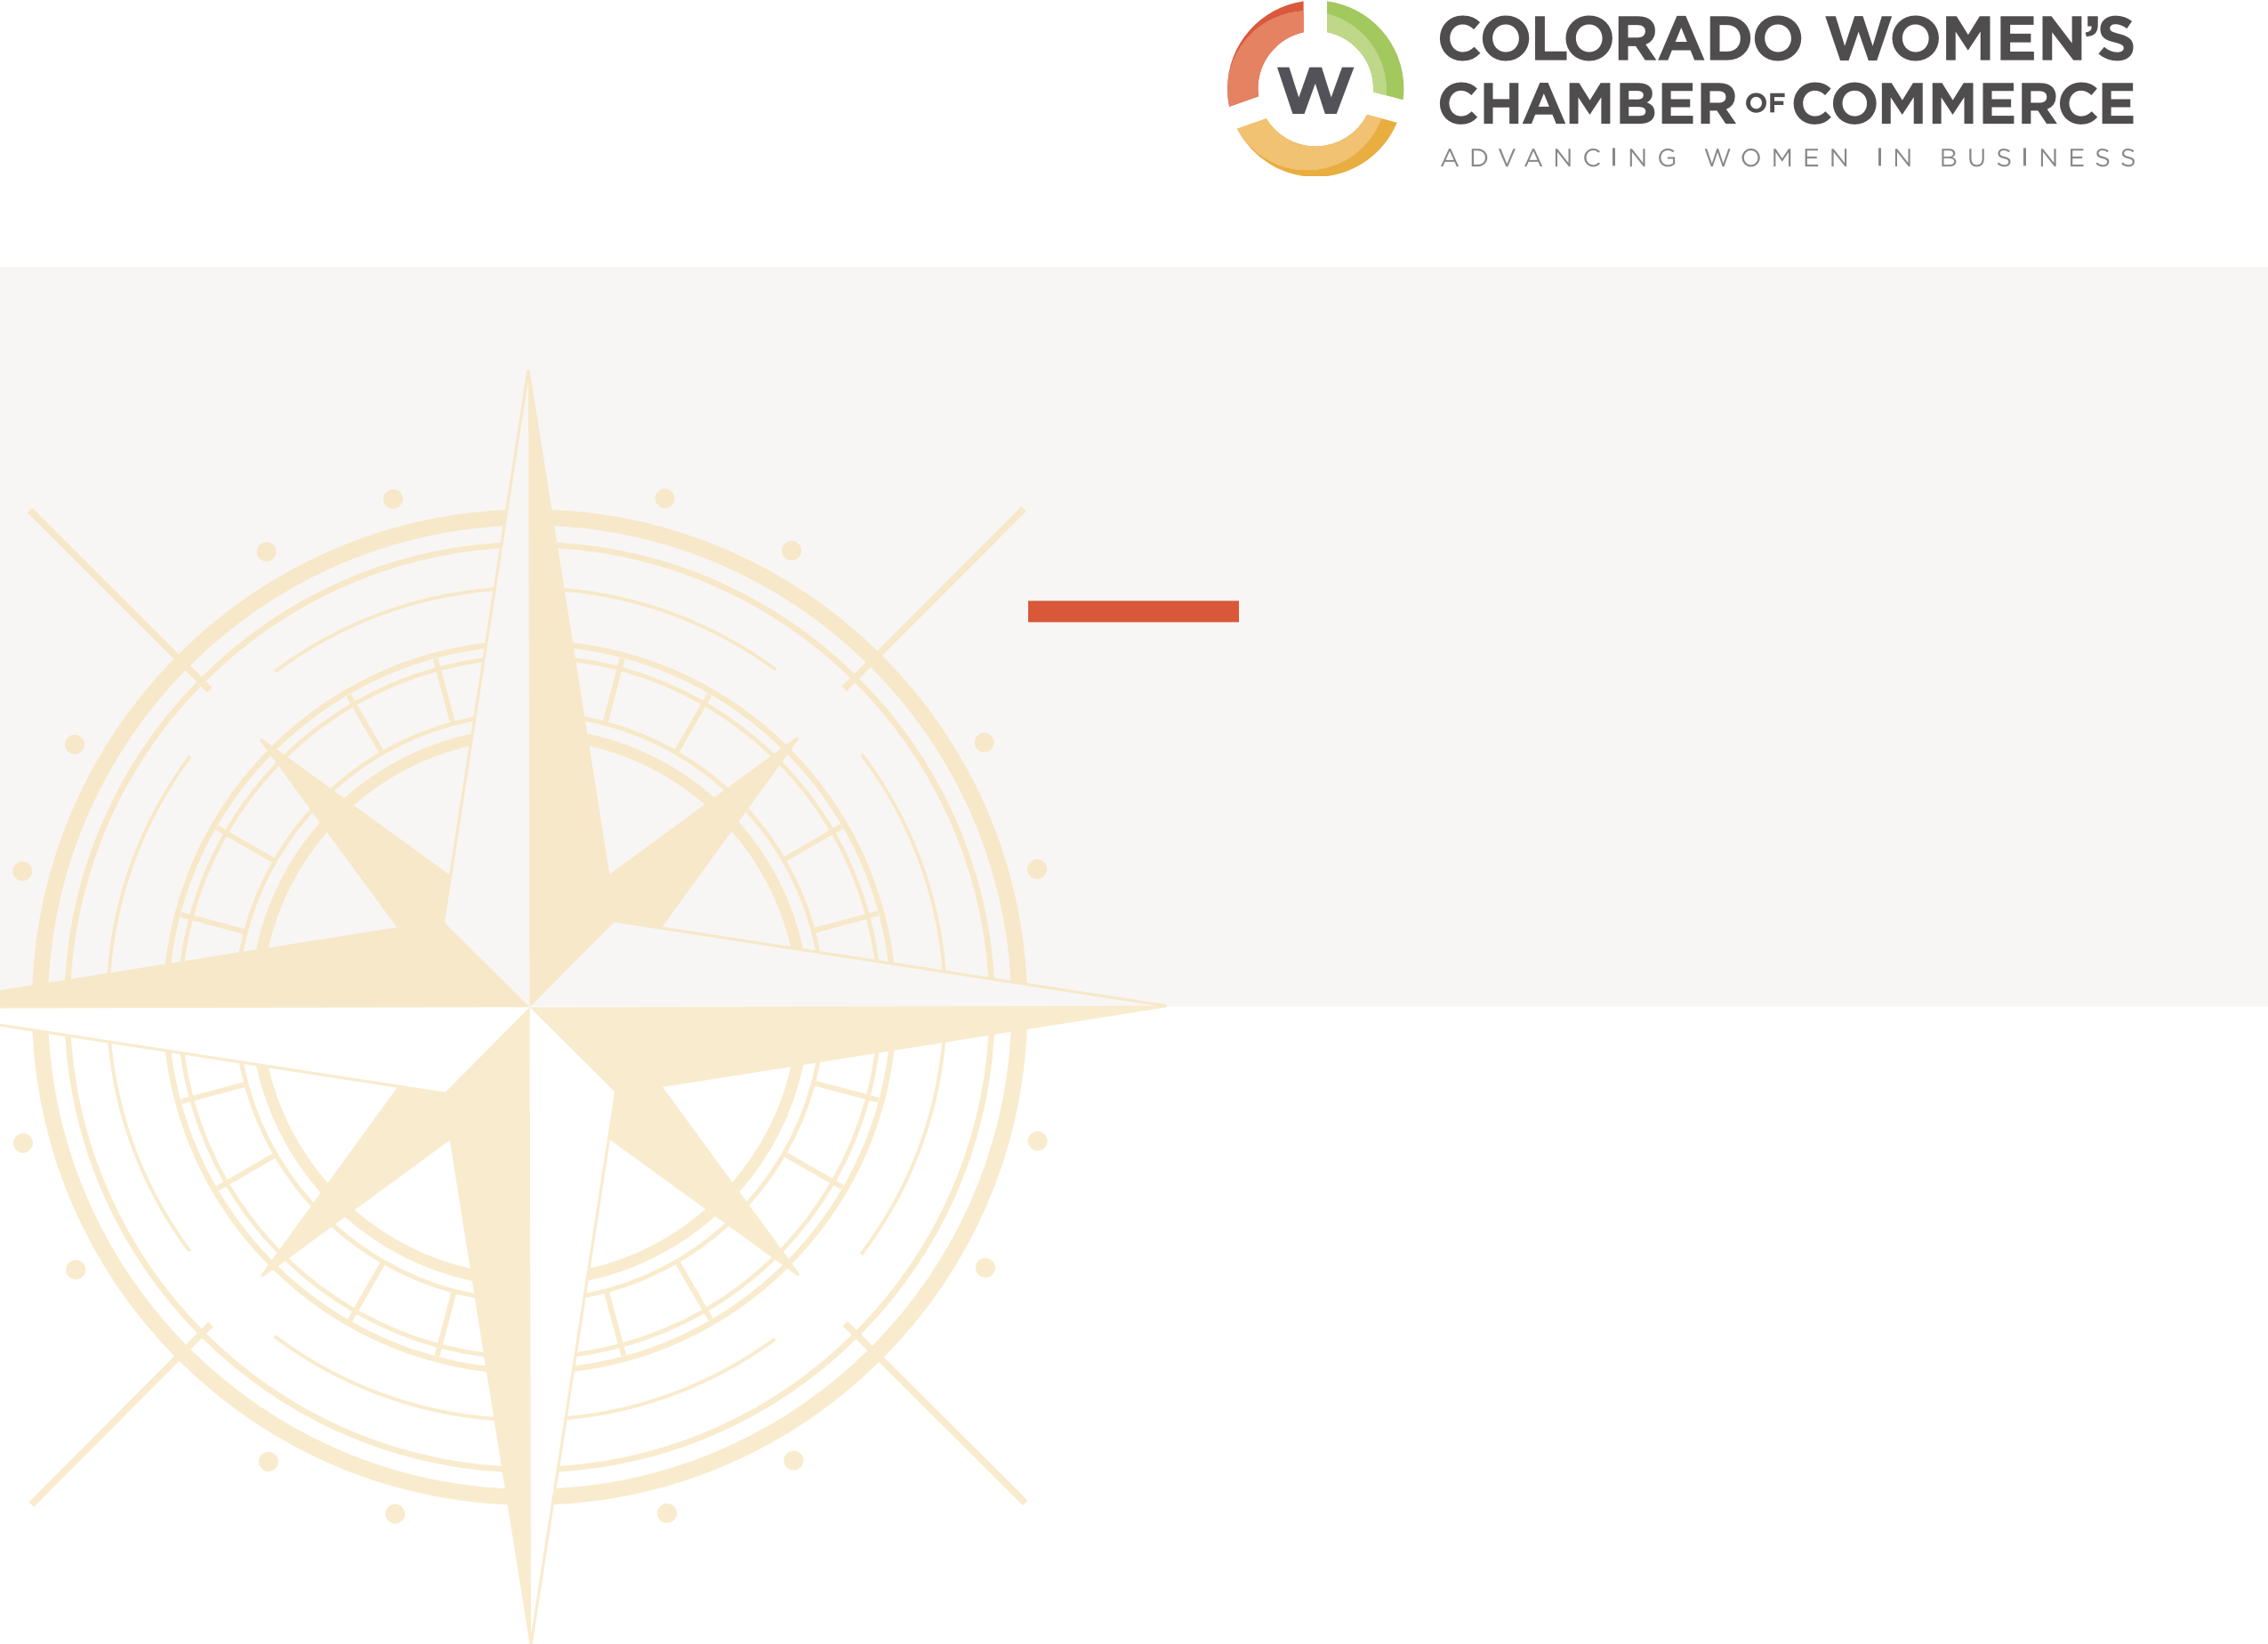 W
COLORADO WOMEN'S
CHAMBER OF COMMERCE
ADVANCING WOMEN IN BUSINESS